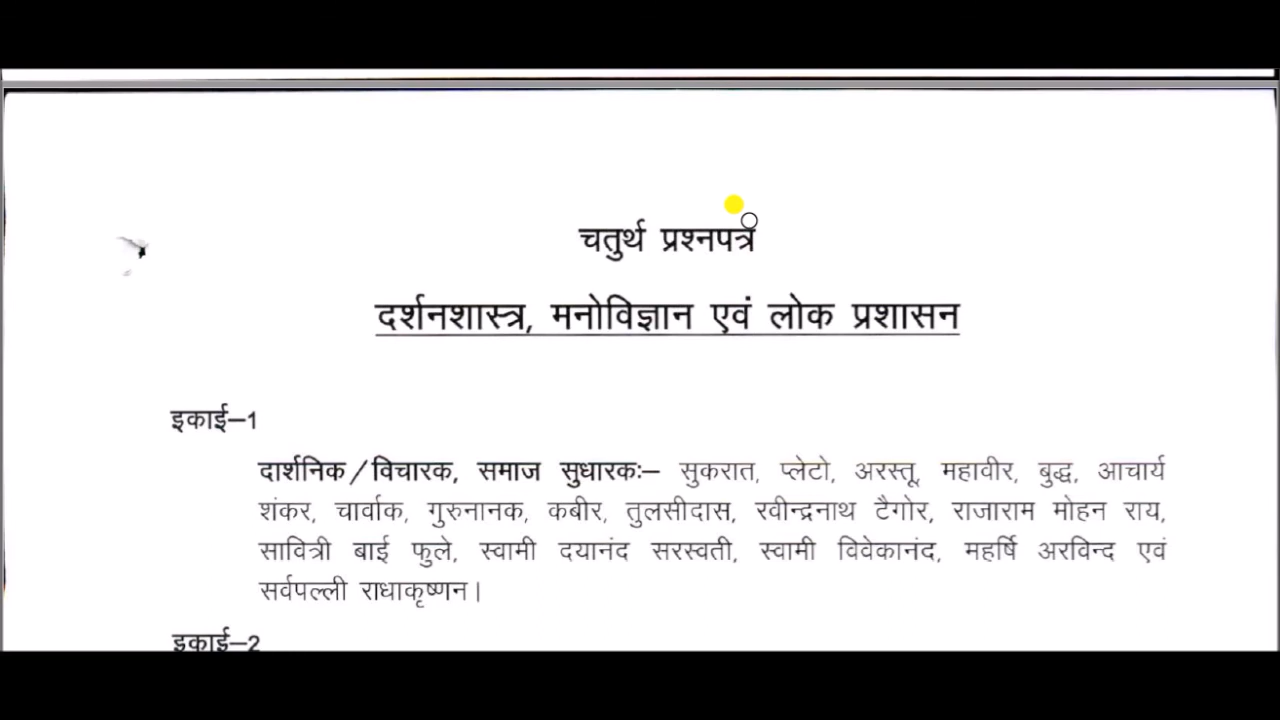 चतुर्थ प्रश्नपत्र
दर्शनशास्त्र, मनोविज्ञान एवं लोक प्रशासन
इकाई–1
दार्शनिक/विचारक, समाज सुधारकः– सुकरात, प्लेटो, अरस्तू, महावीर, बुद्ध, आचार्य
शंकर, चार्वाक, गुरुनानक, कबीर, तुलसीदास, रवीन्द्रनाथ टैगोर, राजाराम मोहन राय,
सावित्री बाई फुले, स्वामी दयानंद सरस्वती, स्वामी विवेकानंद, महर्षि अरविन्द एवं
सर्वपल्ली राधाकृष्णन।
इकाई–2